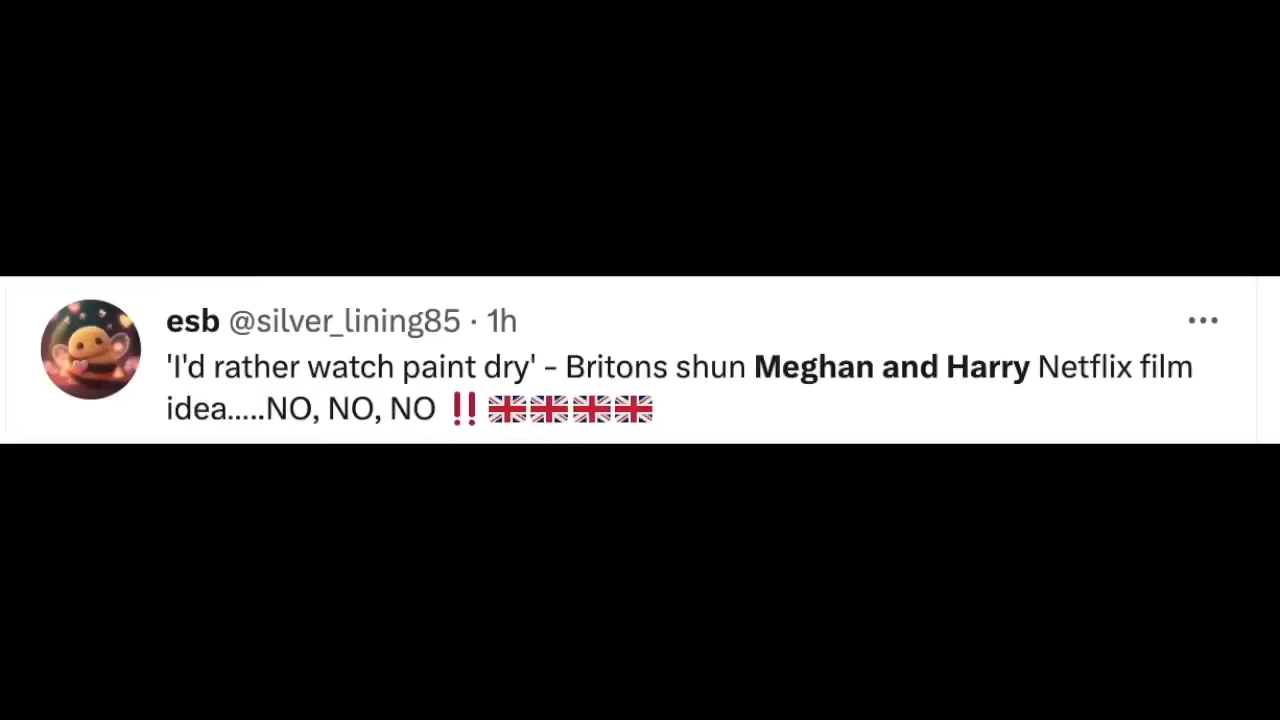 esb @silver_lining85 · 1h
'I'd rather watch paint dry' - Britons shun Meghan and Harry Netflix film
idea.....NO, NO, NO ‼️ 🇬🇧🇬🇧🇬🇧🇬🇧